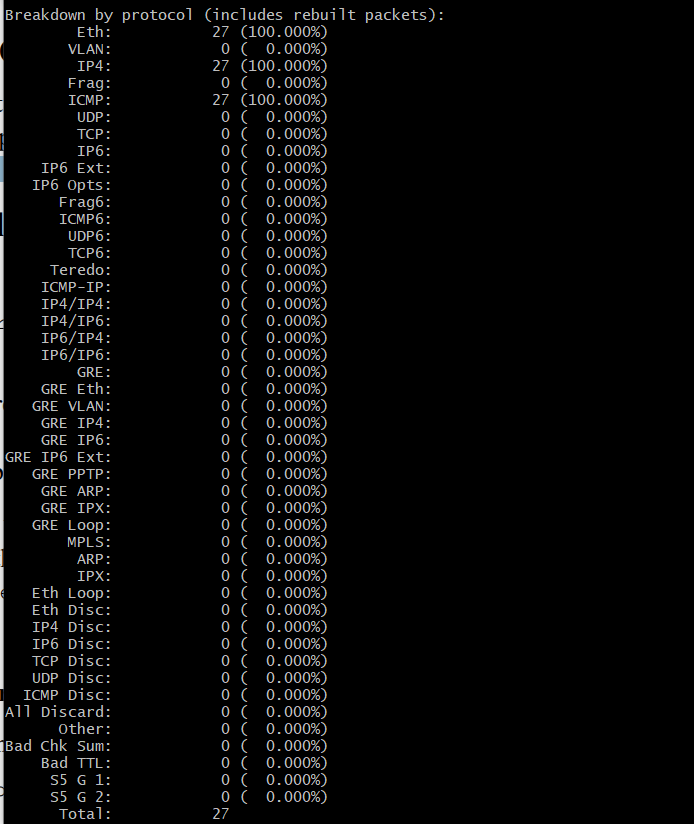 Breakdown by protocol (includes rebuilt packets):
Eth: 27 (100.000%)
VLAN: 0 ( 0.000%)
IP4: 27 (100.000%)
Frag: 0 ( 0.000%)
ICMP: 27 (100.000%)
UDP: 0 ( 0.000%)
TCP: 0 ( 0.000%)
IP6: 0 ( 0.000%)
IP6 Ext: 0 ( 0.000%)
IP6 Opts: 0 ( 0.000%)
Frag6: 0 ( 0.000%)
ICMP6: 0 ( 0.000%)
UDP6: 0 ( 0.000%)
TCP6: 0 ( 0.000%)
Teredo: 0 ( 0.000%)
ICMP-IP: 0 ( 0.000%)
IP4/IP4: 0 ( 0.000%)
IP4/IP6: 0 ( 0.000%)
IP6/IP4: 0 ( 0.000%)
IP6/IP6: 0 ( 0.000%)
GRE: 0 ( 0.000%)
GRE Eth: 0 ( 0.000%)
GRE VLAN: 0 ( 0.000%)
GRE IP4: 0 ( 0.000%)
GRE IP6: 0 ( 0.000%)
GRE IP6 Ext: 0 ( 0.000%)
GRE PPTP: 0 ( 0.000%)
GRE ARP: 0 ( 0.000%)
GRE IPX: 0 ( 0.000%)
GRE Loop: 0 ( 0.000%)
MPLS: 0 ( 0.000%)
ARP: 0 ( 0.000%)
IPX: 0 ( 0.000%)
Eth Loop: 0 ( 0.000%)
Eth Disc: 0 ( 0.000%)
IP4 Disc: 0 ( 0.000%)
IP6 Disc: 0 ( 0.000%)
TCP Disc: 0 ( 0.000%)
UDP Disc: 0 ( 0.000%)
ICMP Disc: 0 ( 0.000%)
All Discard: 0 ( 0.000%)
Other: 0 ( 0.000%)
Bad Chk Sum: 0 ( 0.000%)
Bad TTL: 0 ( 0.000%)
S5 G 1: 0 ( 0.000%)
S5 G 2: 0 ( 0.000%)
Total: 27